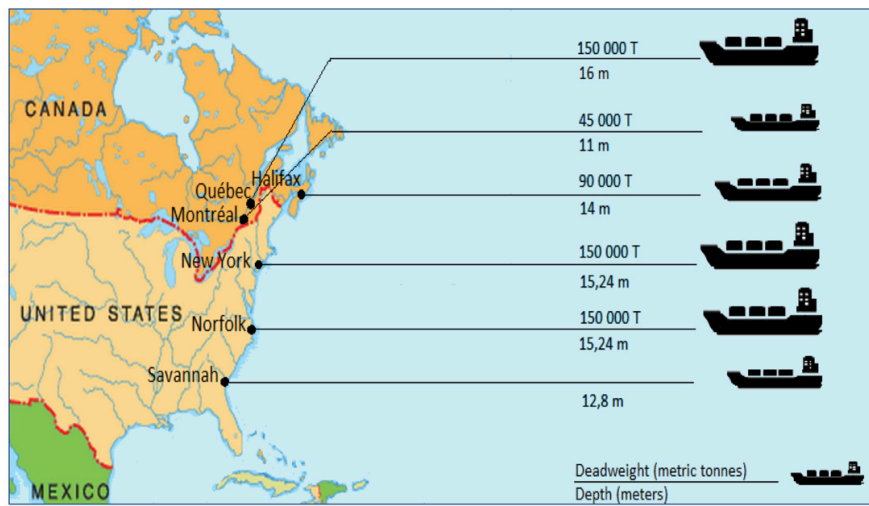 150 000 T
16 m
CANADA
45 000 T
11 m
Halifax
90 000 T
14 m
Québec
Montréal
New York
150 000 T
15,24 m
UNITED STATES
Norfolk
150 000 T
15,24 m
Savannah
12,8 m
Deadweight (metric tonnes)
Depth (meters)
MEXICO